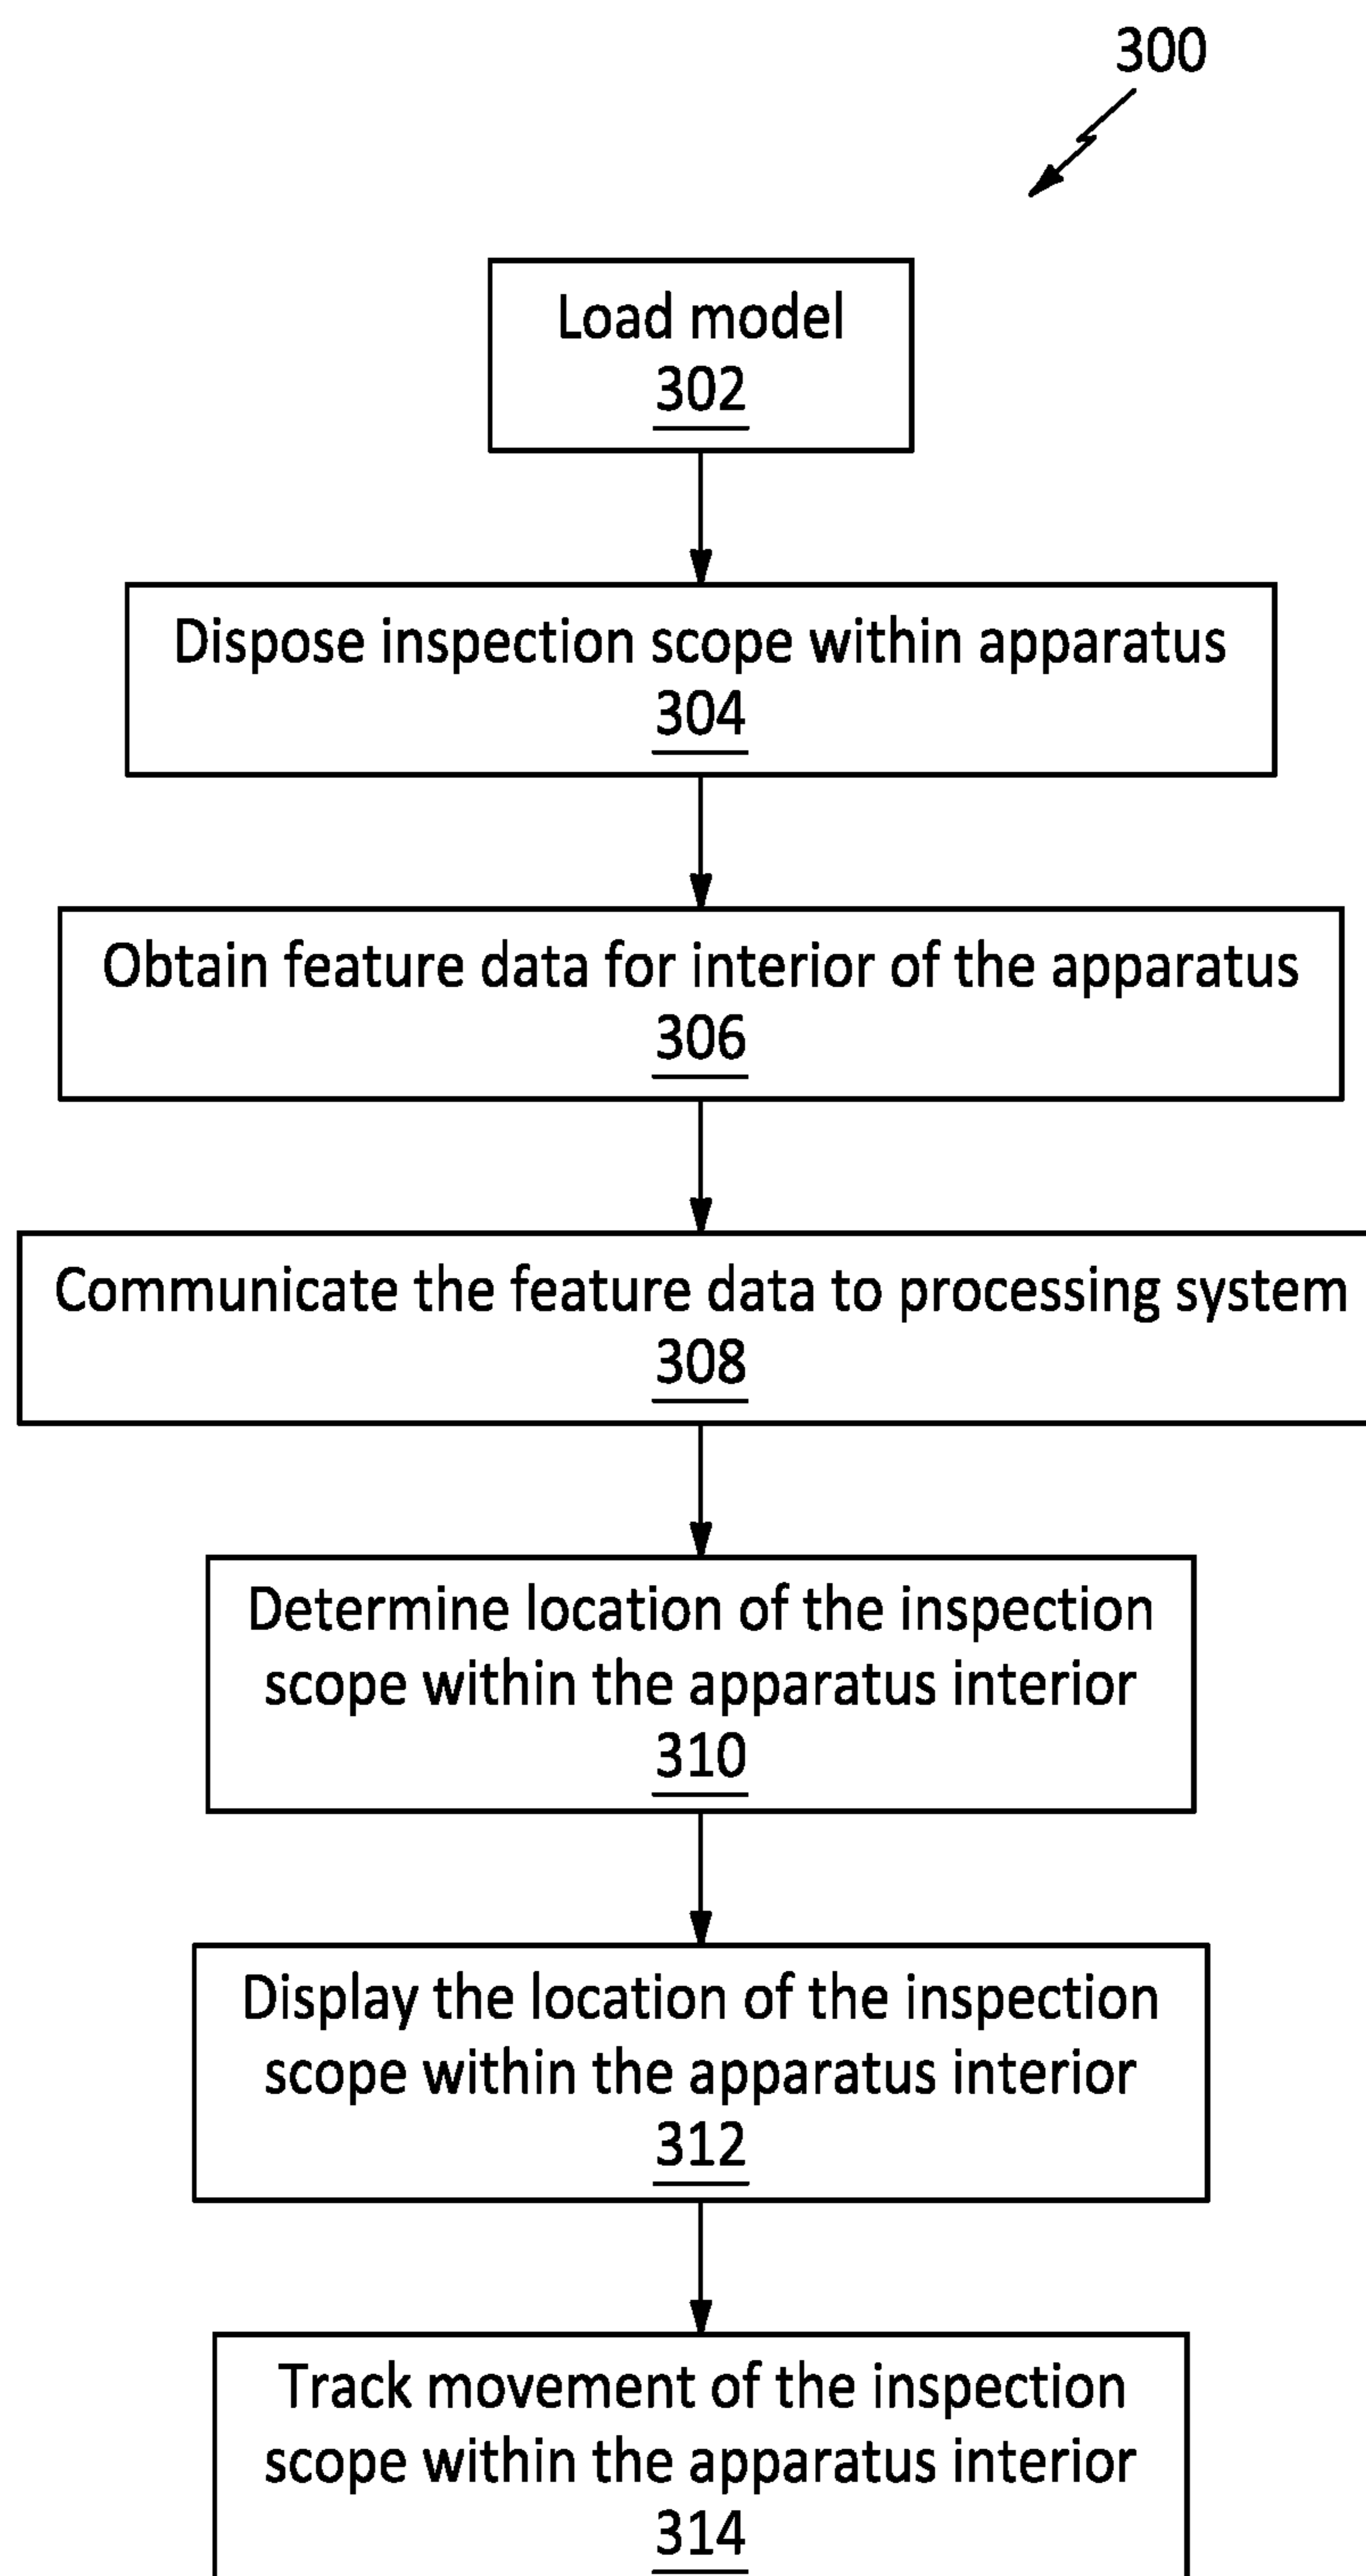 300
Load model
302
Dispose inspection scope within apparatus
304
Obtain feature data for interior of the apparatus
306
Communicate the feature data to processing system
308
Determine location of the inspection
scope within the apparatus interior
310
Display the location of the inspection
scope within the apparatus interior
312
Track movement of the inspection
scope within the apparatus interior
314